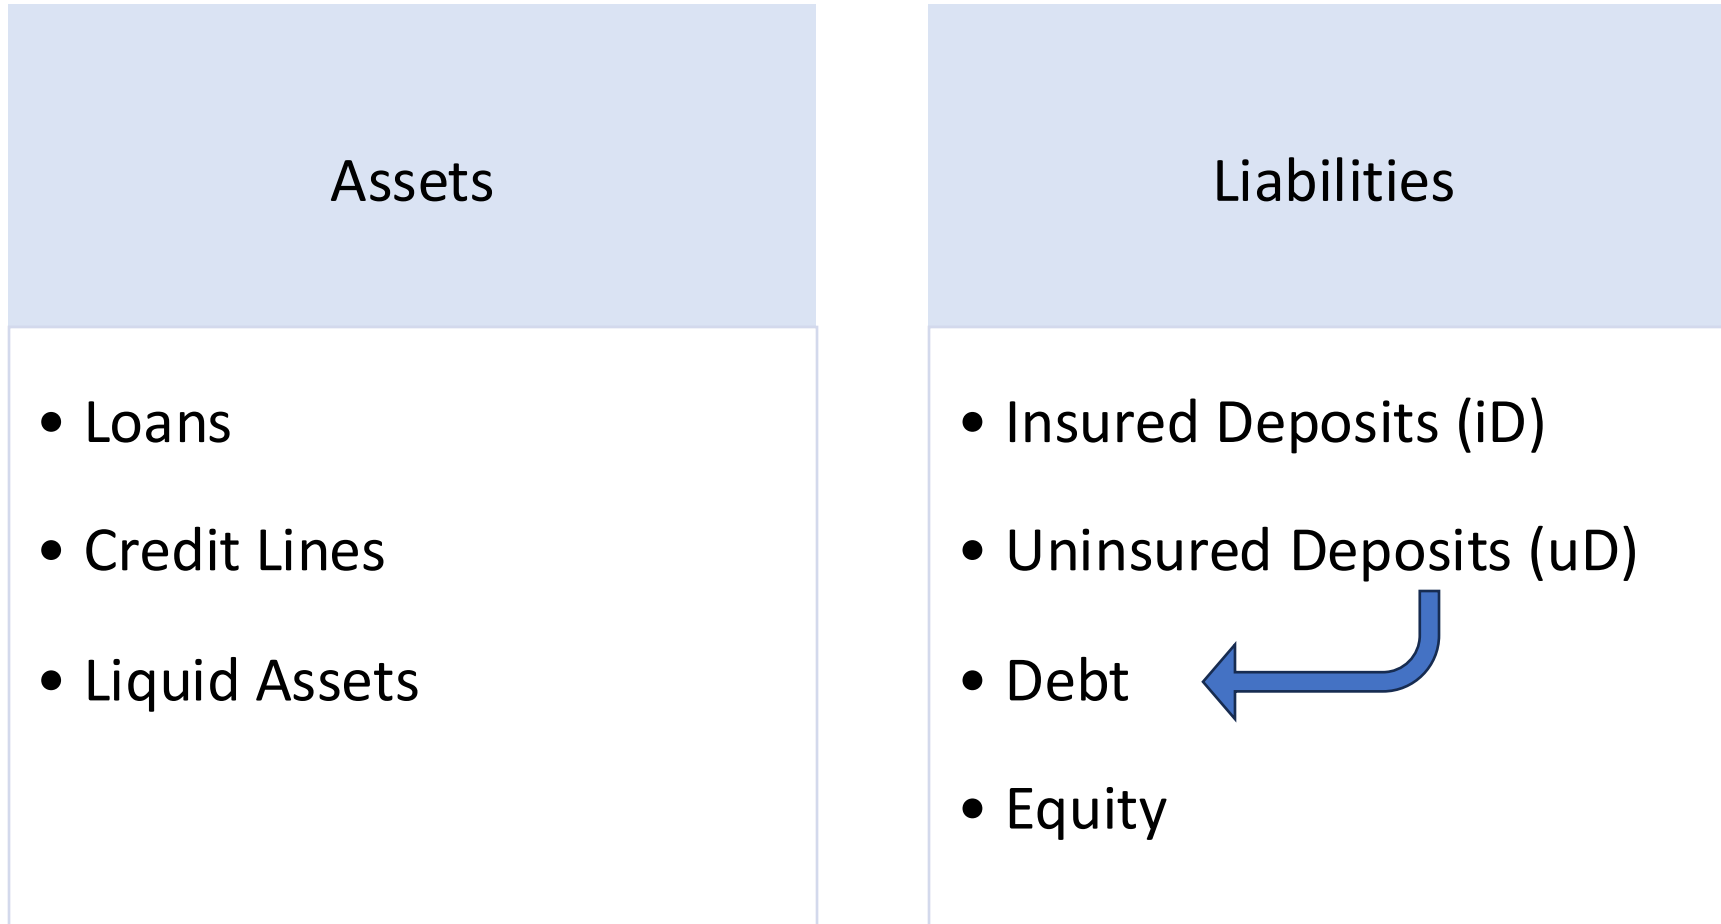 Assets
• Loans
• Credit Lines
• Liquid Assets
Liabilities
• Insured Deposits (iD)
• Uninsured Deposits (uD)
• Debt
• Equity